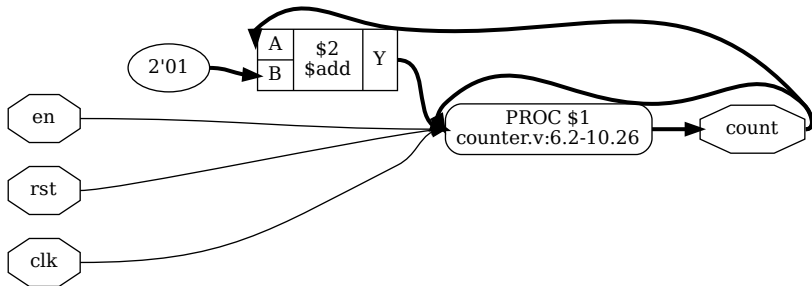 A
$2
$add
Y
B
2'01
en
PROC $1
counter.v:6.2-10.26
count
rst
clk